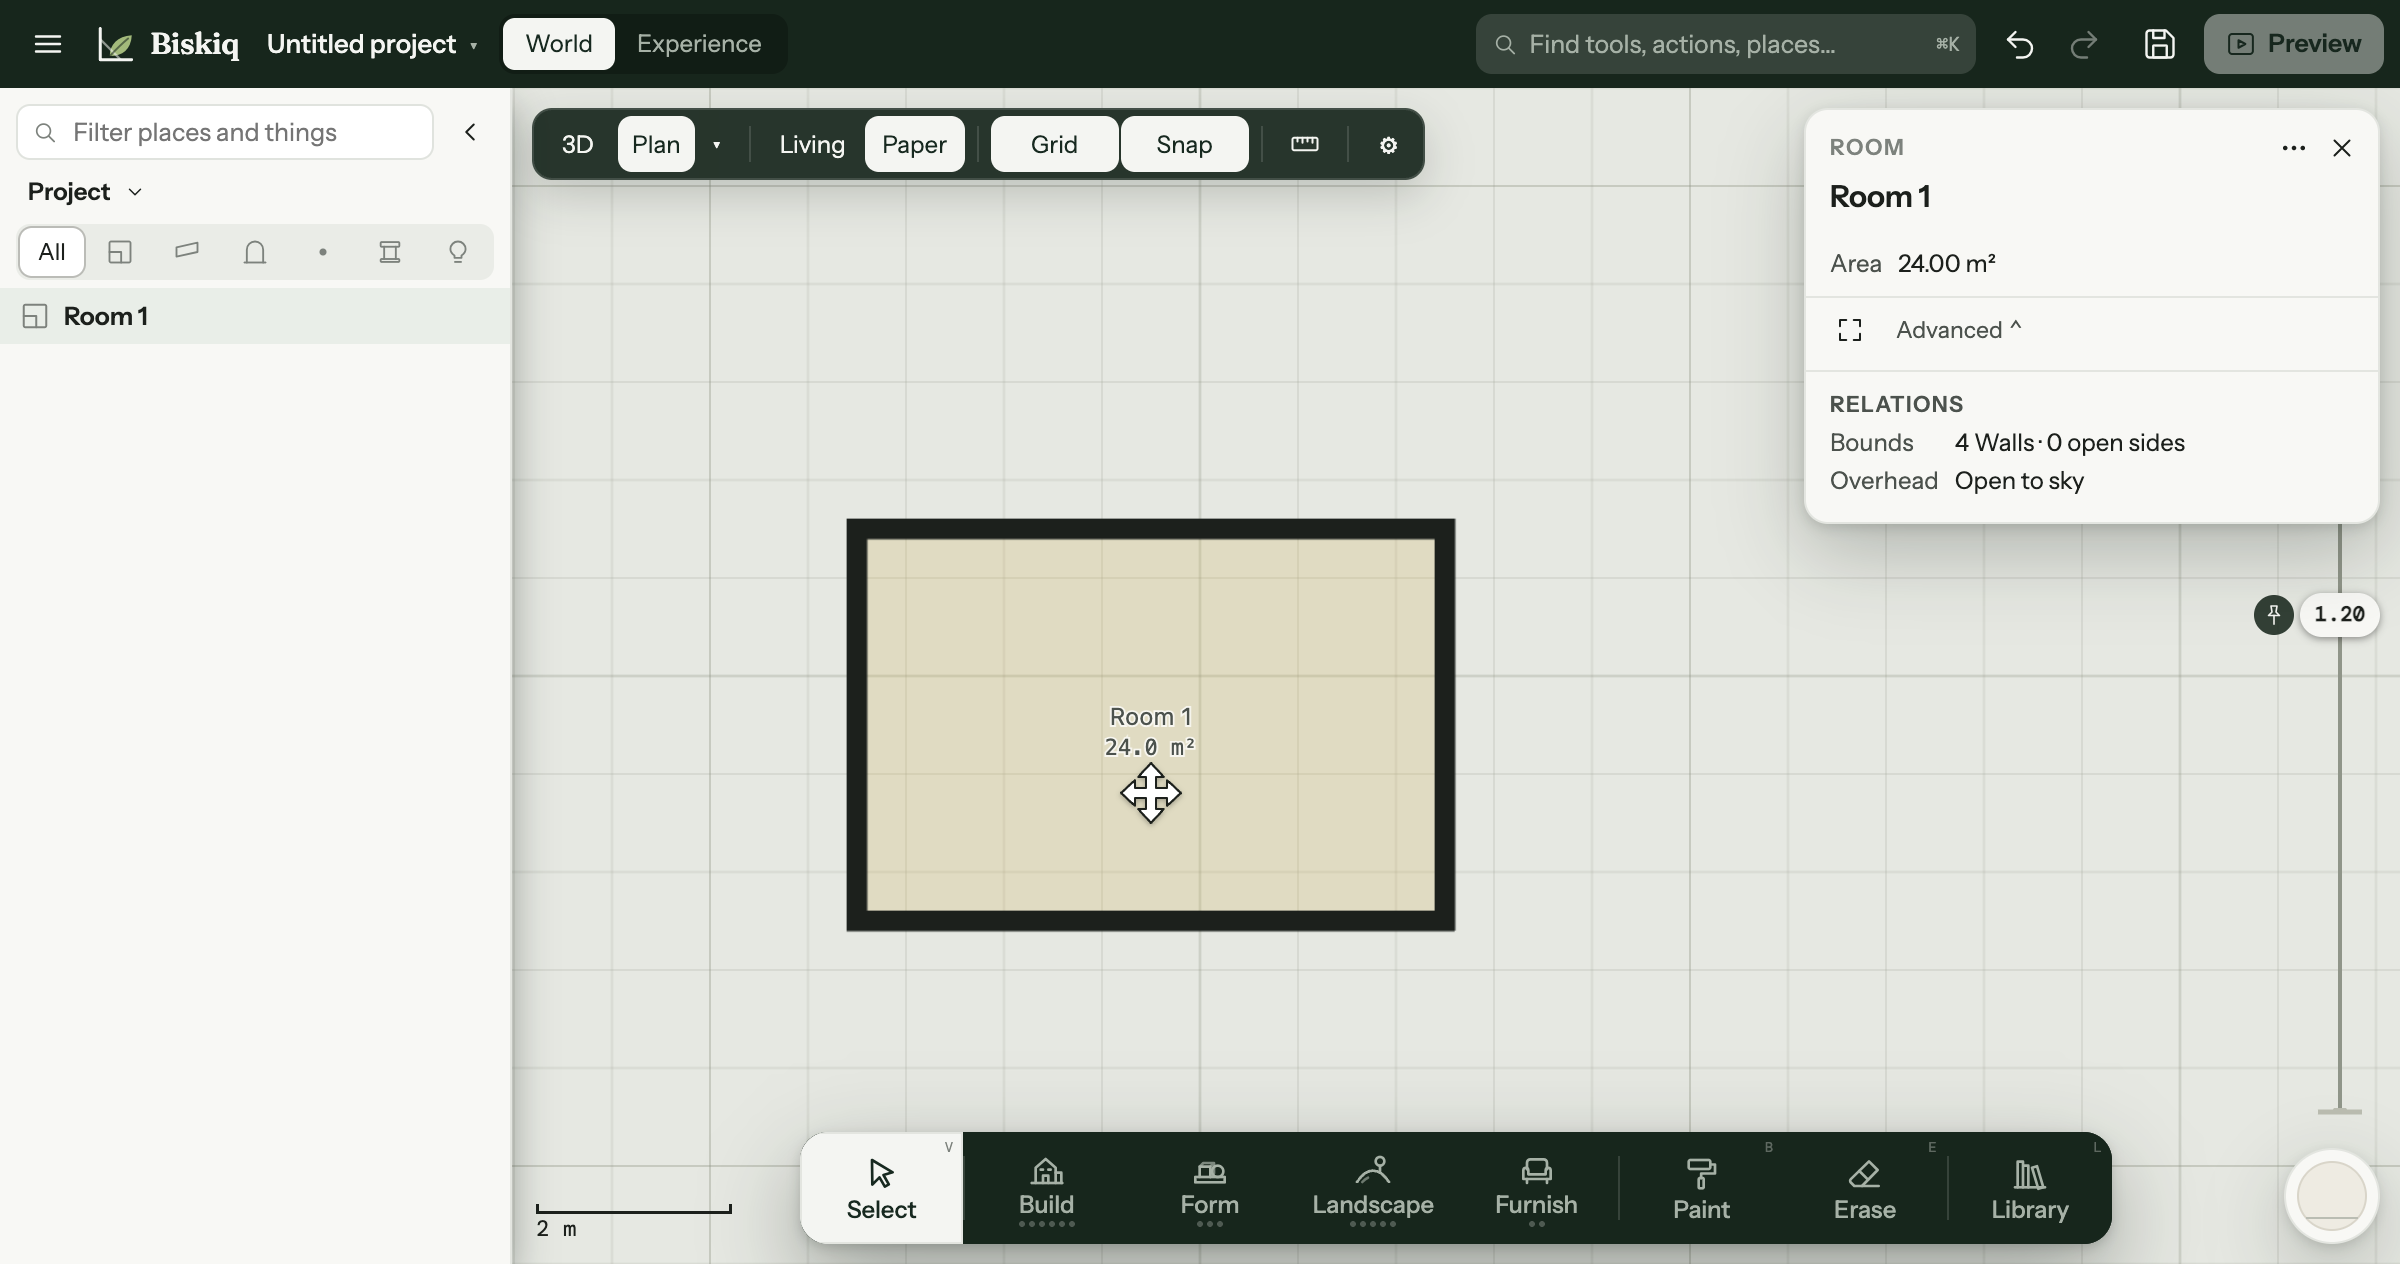 Biskiq
Untitled project
World
Experience
Find tools, actions, places...
⌘K
Preview
Filter places and things
Project
All
Room 1
3D
Plan
Living
Paper
Grid
Snap
ROOM
Room 1
Area 24.00 m²
Advanced ^
RELATIONS
Bounds 4 Walls · 0 open sides
Overhead Open to sky
1.20
Room 1
24.0 m²
2 m
Select
V
Build
Form
Landscape
Furnish
Paint
B
Erase
E
Library
L